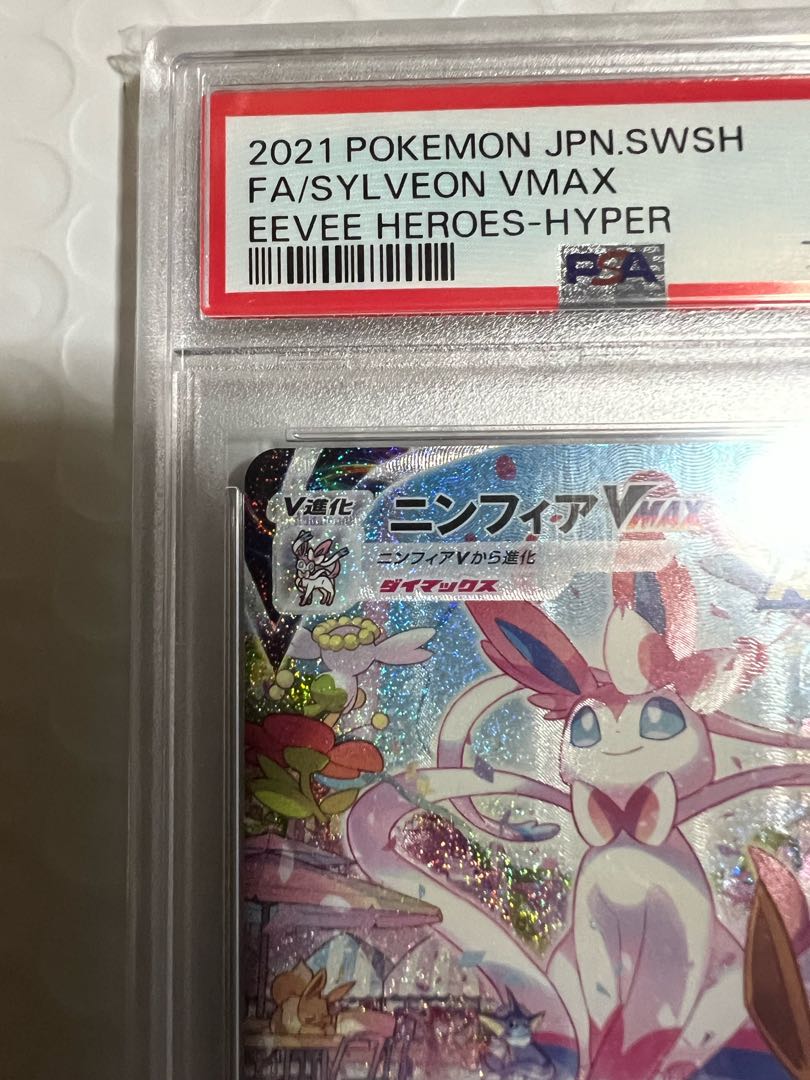 2021 POKEMON JPN.SWSH
FA/SYLVEON VMAX
EEVEE HEROES-HYPER
PSA
V進化
ニンフィアVMAX
ニンフィアVから進化
ダイマックス